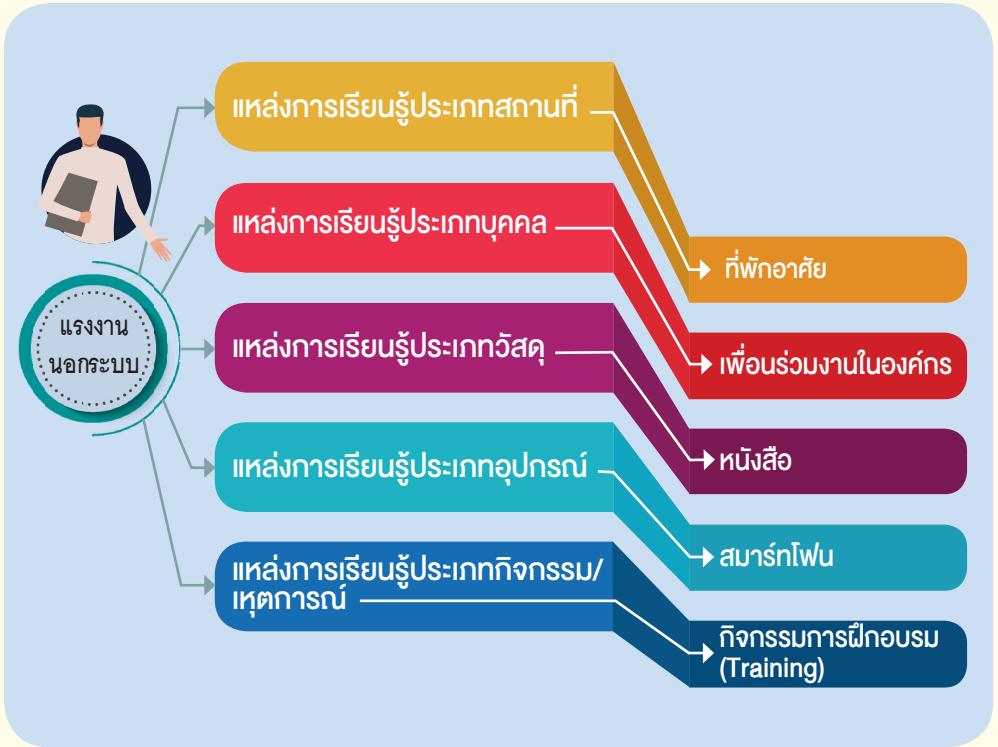 แหล่งการเรียนรู้ประเภทสถานที่
ที่พักอาศัย
แหล่งการเรียนรู้ประเภทบุคคล
เพื่อนร่วมงานในองค์กร
แรงงาน
นอกระบบ
แหล่งการเรียนรู้ประเภทวัสดุ
หนังสือ
แหล่งการเรียนรู้ประเภทอุปกรณ์
สมาร์ทโฟน
แหล่งการเรียนรู้ประเภทกิจกรรม/
เหตุการณ์
กิจกรรมการฝึกอบรม
(Training)